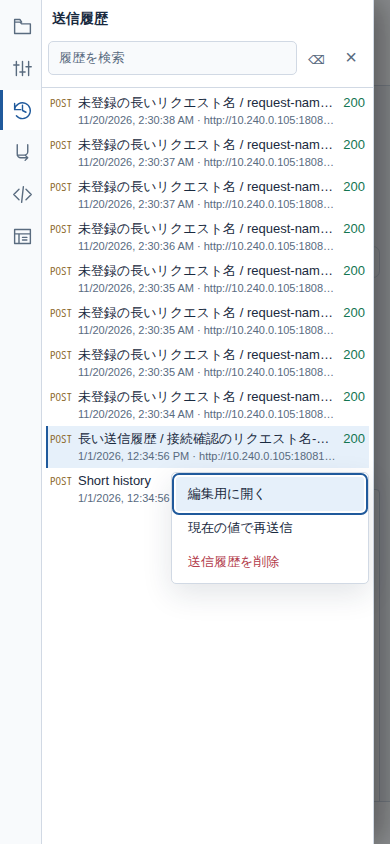 送信履歴
履歴を検索
POST 未登録の長いリクエスト名 / request-nam… 200
11/20/2026, 2:30:38 AM · http://10.240.0.105:1808…
POST 未登録の長いリクエスト名 / request-nam… 200
11/20/2026, 2:30:37 AM · http://10.240.0.105:1808…
POST 未登録の長いリクエスト名 / request-nam… 200
11/20/2026, 2:30:37 AM · http://10.240.0.105:1808…
POST 未登録の長いリクエスト名 / request-nam… 200
11/20/2026, 2:30:36 AM · http://10.240.0.105:1808…
POST 未登録の長いリクエスト名 / request-nam… 200
11/20/2026, 2:30:35 AM · http://10.240.0.105:1808…
POST 未登録の長いリクエスト名 / request-nam… 200
11/20/2026, 2:30:35 AM · http://10.240.0.105:1808…
POST 未登録の長いリクエスト名 / request-nam… 200
11/20/2026, 2:30:35 AM · http://10.240.0.105:1808…
POST 未登録の長いリクエスト名 / request-nam… 200
11/20/2026, 2:30:34 AM · http://10.240.0.105:1808…
POST 長い送信履歴 / 接続確認のリクエスト名-… 200
1/1/2026, 12:34:56 PM · http://10.240.0.105:18081…
POST Short history
1/1/2026, 12:34:56
編集用に開く
現在の値で再送信
送信履歴を削除